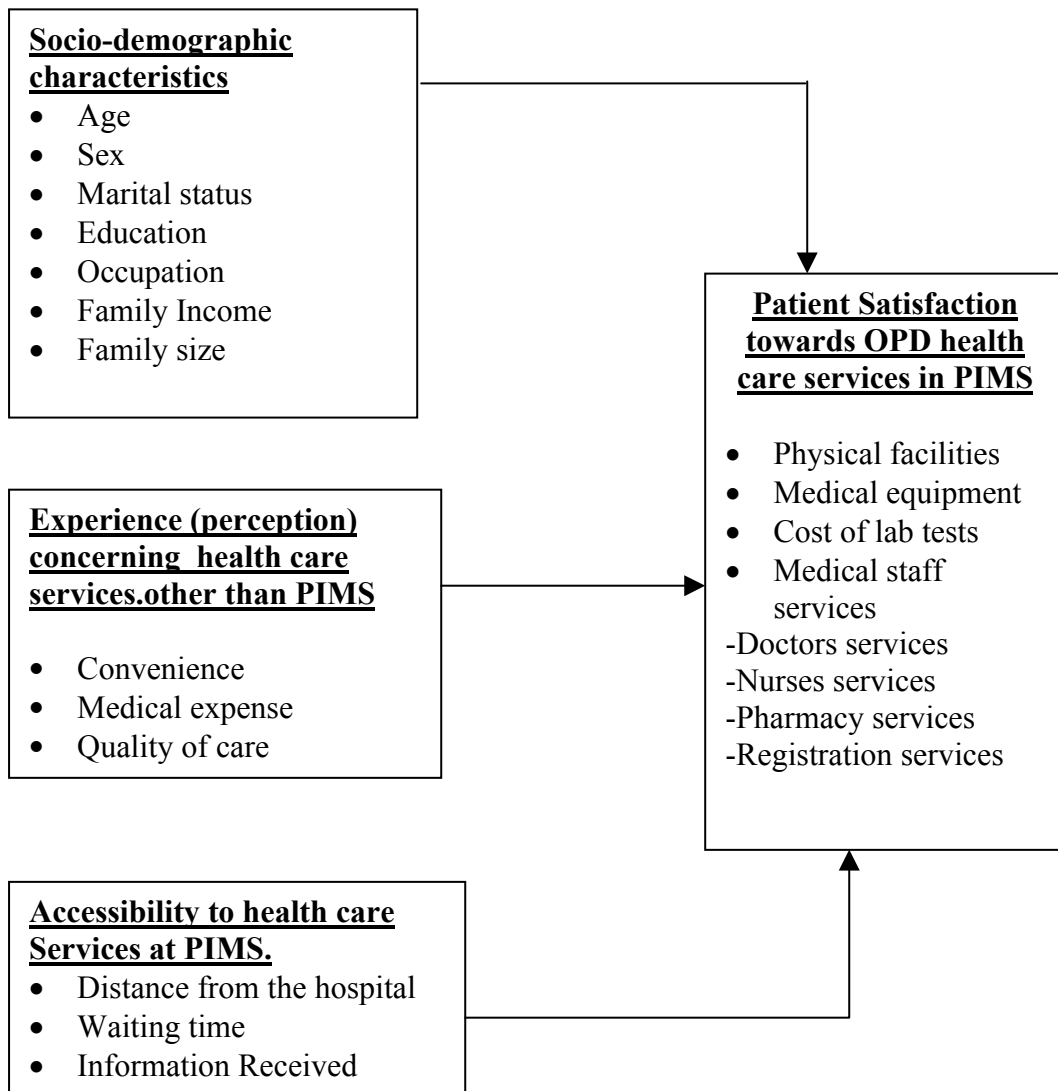 Socio-demographic
characteristics
• Age
• Sex
• Marital status
• Education
• Occupation
• Family Income
• Family size
Experience (perception)
concerning  health care
services.other than PIMS
• Convenience
• Medical expense
• Quality of care
Accessibility to health care
Services at PIMS.
• Distance from the hospital
• Waiting time
• Information Received
Patient Satisfaction
towards OPD health
care services in PIMS
• Physical facilities
• Medical equipment
• Cost of lab tests
• Medical staff
services
-Doctors services
-Nurses services
-Pharmacy services
-Registration services